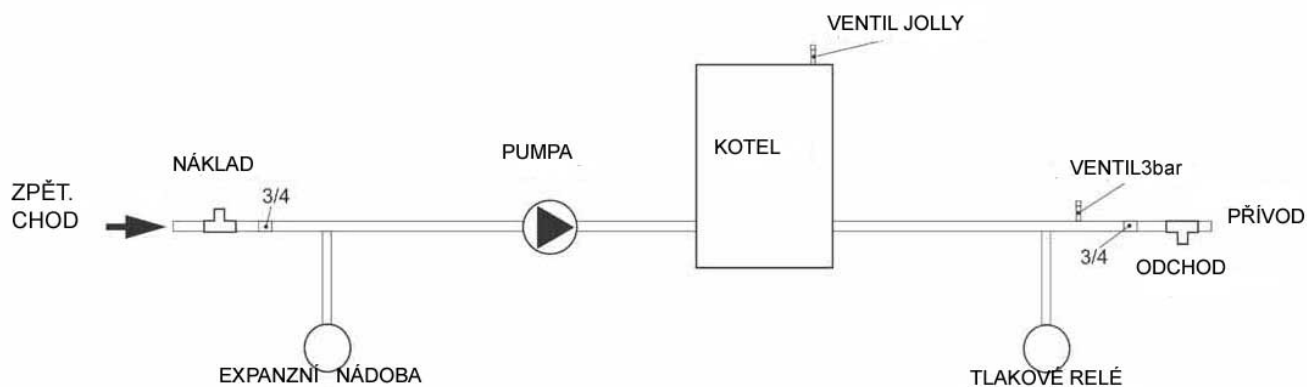 VENTIL JOLLY
NÁKLAD
PUMPA
KOTEL
VENTIL3bar
ZPĚT.
CHOD
3/4
PŘÍVOD
3/4
ODCHOD
EXPANZNÍ NÁDOBA
TLAKOVÉ RELÉ